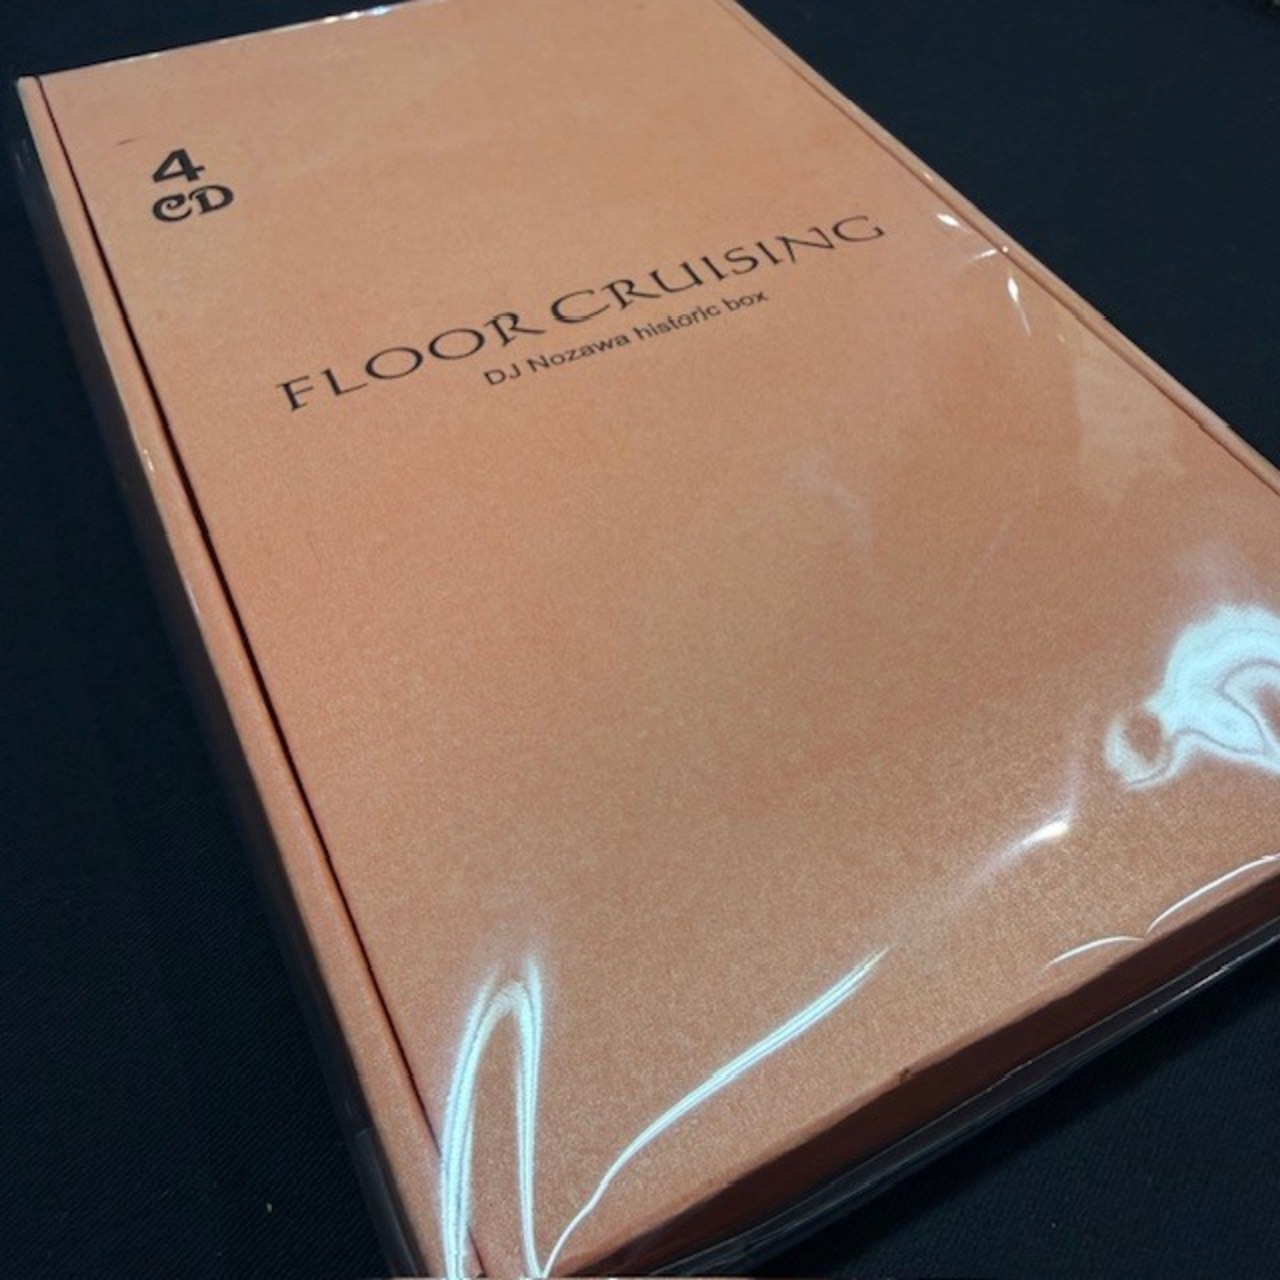 4
CD
FLOOR CRUISING
DJ Nozawa historic box